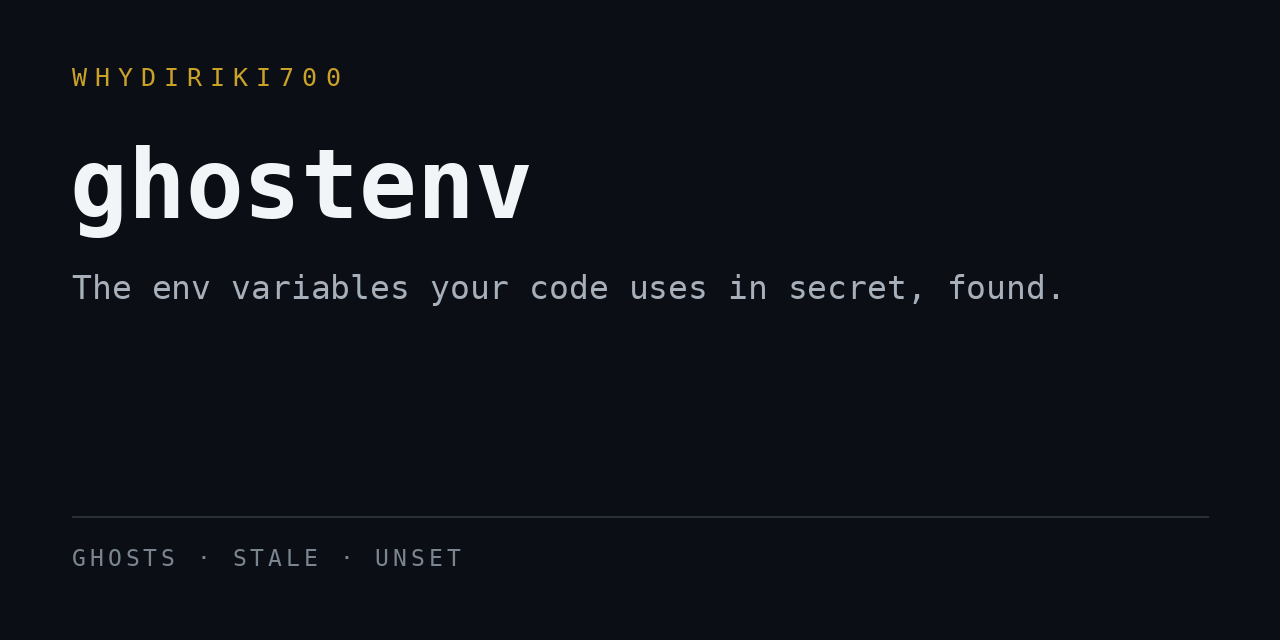 WHYDIRIKI700
ghostenv
The env variables your code uses in secret, found.
GHOSTS · STALE · UNSET